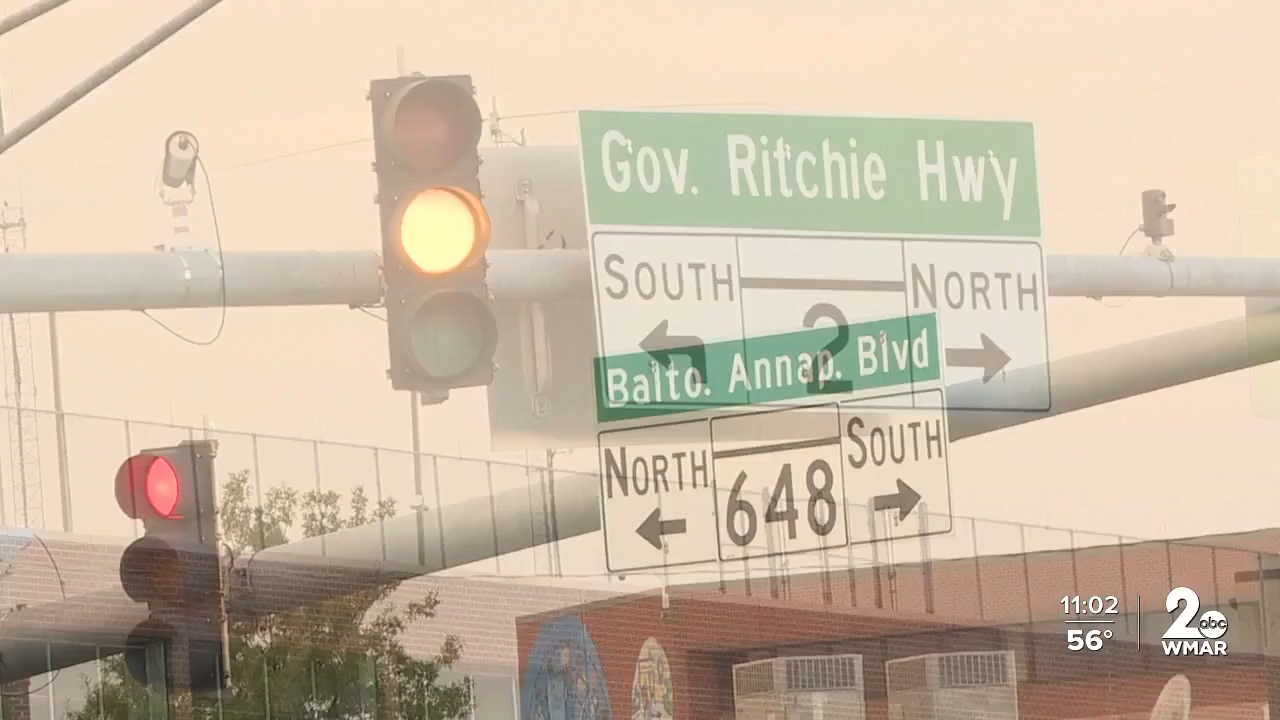 Gov. Ritchie Hwy
SOUTH
2
NORTH
Balto. Annap. Blvd
NORTH
648
SOUTH
11:02
56°
2
abc
WMAR